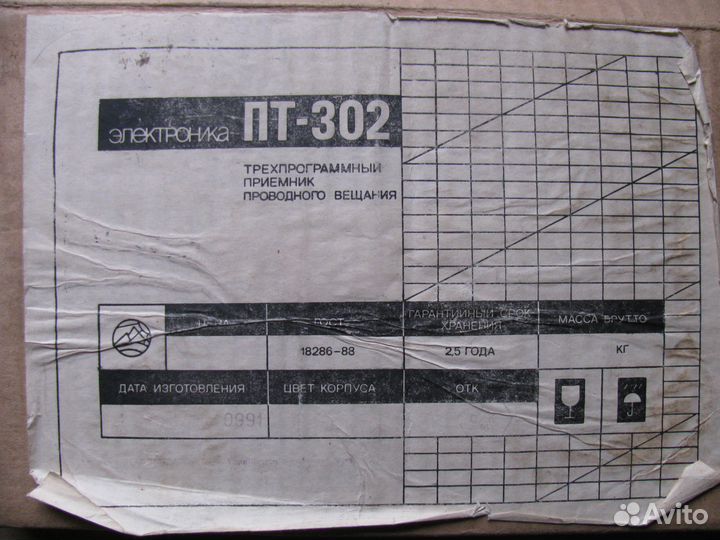 электроника ПТ-302
ТРЕХПРОГРАММНЫЙ
ПРИЕМНИК
ПРОВОДНОГО ВЕЩАНИЯ
ГОСТ
ГАРАНТИЙНЫЙ СРОК
ХРАНЕНИЯ
МАССА БРУТТО
18286-88
2,5 ГОДА
КГ
ДАТА ИЗГОТОВЛЕНИЯ
ЦВЕТ КОРПУСА
ОТК
0991
Avito